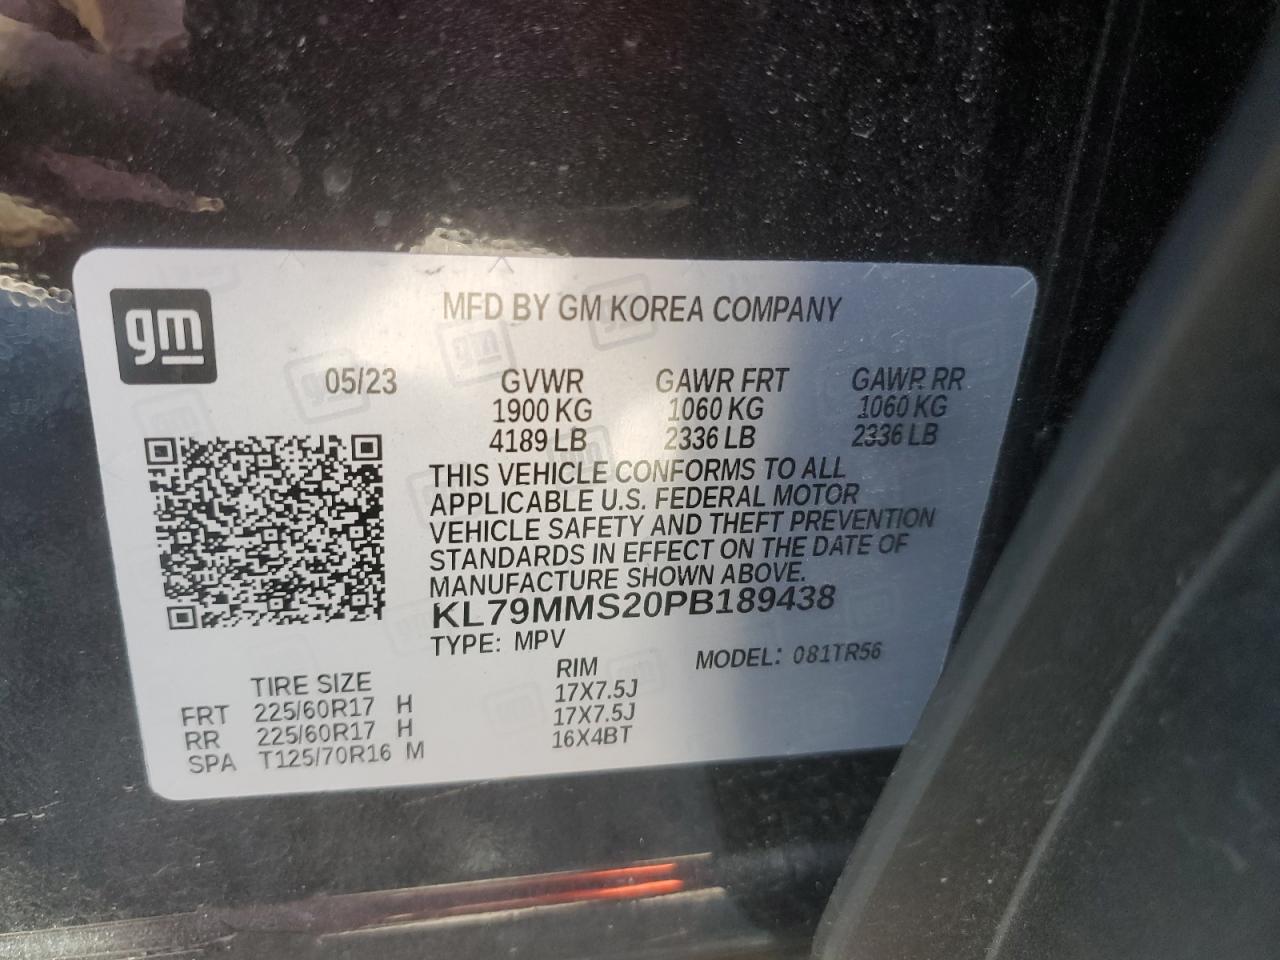 gm
MFD BY GM KOREA COMPANY
05/23 GVWR GAWR FRT GAWR RR
1900 KG 1060 KG 1060 KG
4189 LB 2336 LB 2336 LB
THIS VEHICLE CONFORMS TO ALL
APPLICABLE U.S. FEDERAL MOTOR
VEHICLE SAFETY AND THEFT PREVENTION
STANDARDS IN EFFECT ON THE DATE OF
MANUFACTURE SHOWN ABOVE.
KL79MMS20PB189438
TYPE: MPV MODEL: 081TR56
TIRE SIZE RIM
FRT 225/60R17 H 17X7.5J
RR 225/60R17 H 17X7.5J
SPA T125/70R16 M 16X4BT